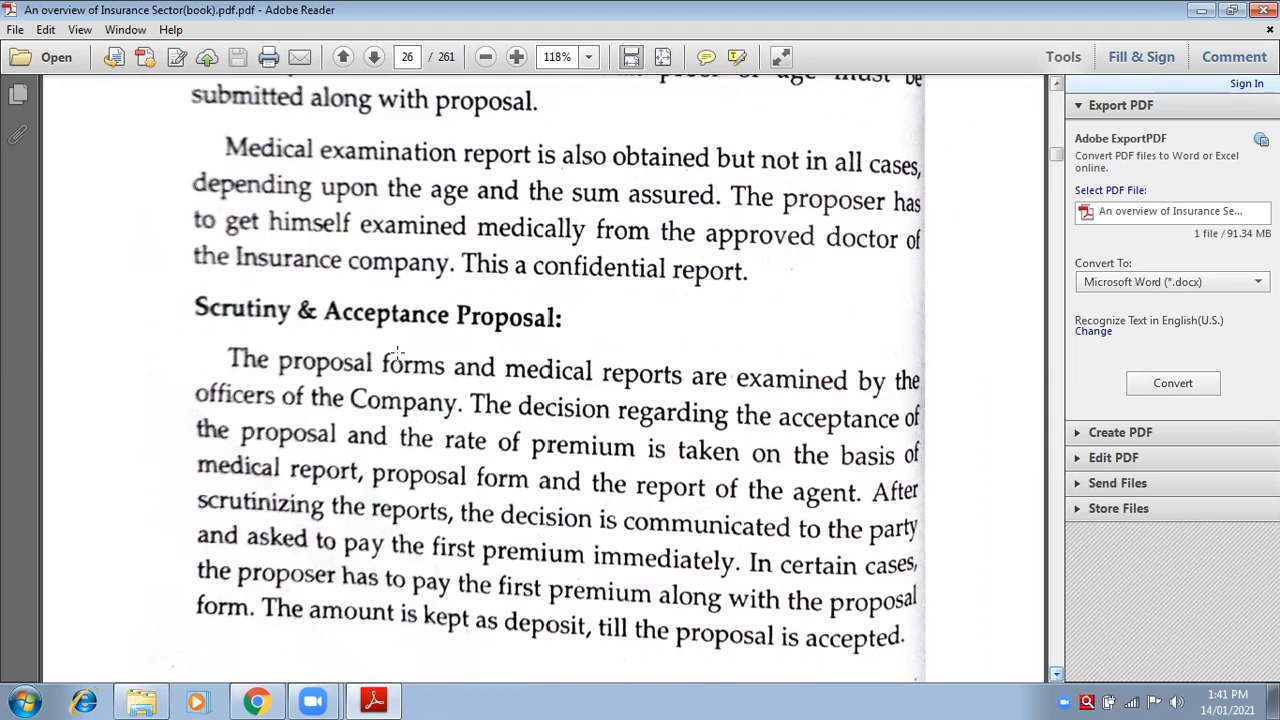 An overview of Insurance Sector(book).pdf.pdf - Adobe Reader
File Edit View Window Help
Open 26 / 261 118% Tools Fill & Sign Comment
Sign In
Export PDF
Adobe ExportPDF
Convert PDF files to Word or Excel
online.
Select PDF File:
An overview of Insurance Se...
1 file / 91.34 MB
Convert To:
Microsoft Word (*.docx)
Recognize Text in English(U.S.)
Change
Convert
Create PDF
Edit PDF
Send Files
Store Files
proof of age must be
submitted along with proposal.
Medical examination report is also obtained but not in all cases,
depending upon the age and the sum assured. The proposer has
to get himself examined medically from the approved doctor of
the Insurance company. This a confidential report.
Scrutiny & Acceptance Proposal:
The proposal forms and medical reports are examined by the
officers of the Company. The decision regarding the acceptance of
the proposal and the rate of premium is taken on the basis of
medical report, proposal form and the report of the agent. After
scrutinizing the reports, the decision is communicated to the party
and asked to pay the first premium immediately. In certain cases,
the proposer has to pay the first premium along with the proposal
form. The amount is kept as deposit, till the proposal is accepted.
1:41 PM
14/01/2021